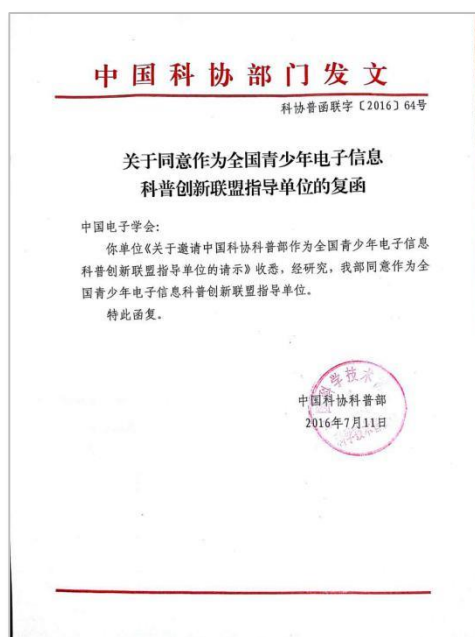 中国科协部门发文
科协普函联字〔2016〕64号
关于同意作为全国青少年电子信息
科普创新联盟指导单位的复函
中国电子学会：
你单位《关于邀请中国科协科普部作为全国青少年电子信息
科普创新联盟指导单位的请示》收悉，经研究，我部同意作为全
国青少年电子信息科普创新联盟指导单位。
特此函复。
中国科协科普部
2016年7月11日